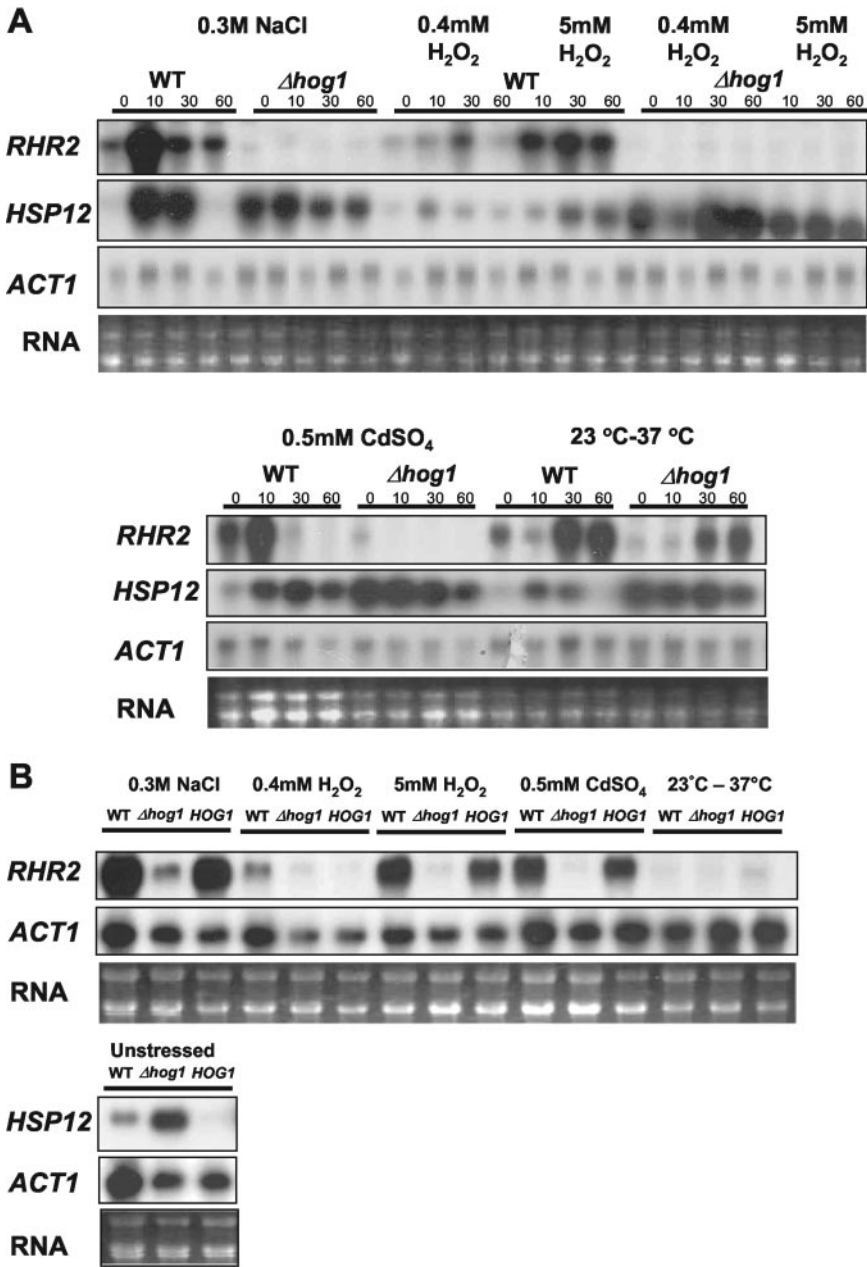 A
0.3M NaCl 0.4mM H₂O₂ 5mM H₂O₂ 0.4mM H₂O₂ 5mM H₂O₂
WT Δhog1 WT Δhog1
0 10 30 60 0 10 30 60 0 10 30 60 10 30 60 0 10 30 60 10 30 60
RHR2
HSP12
ACT1
RNA
0.5mM CdSO₄ 23 °C-37 °C
WT Δhog1 WT Δhog1
0 10 30 60 0 10 30 60 0 10 30 60 0 10 30 60
RHR2
HSP12
ACT1
RNA
B
0.3M NaCl 0.4mM H₂O₂ 5mM H₂O₂ 0.5mM CdSO₄ 23°C – 37°C
WT Δhog1 HOG1 WT Δhog1 HOG1 WT Δhog1 HOG1 WT Δhog1 HOG1 WT Δhog1 HOG1
RHR2
ACT1
RNA
Unstressed
WT Δhog1 HOG1
HSP12
ACT1
RNA